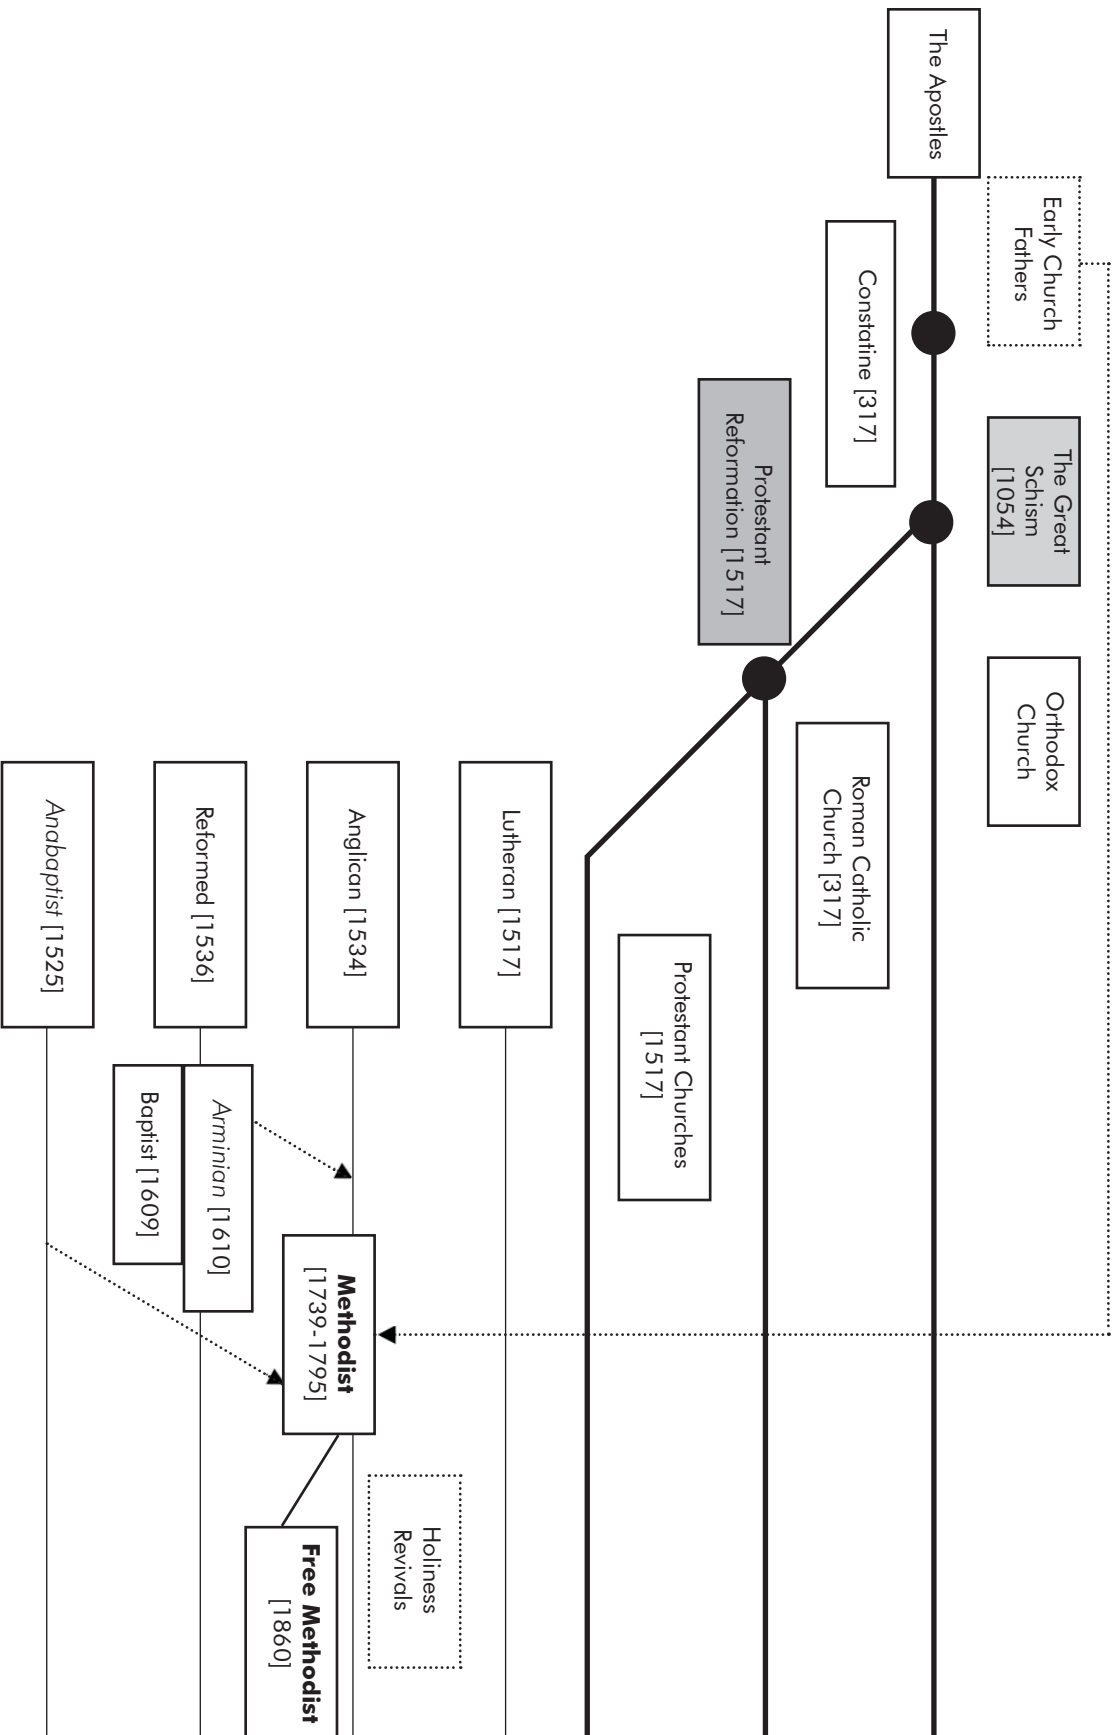 The Apostles
Early Church
Fathers
Constatine [317]
The Great
Schism
[1054]
Protestant
Reformation [1517]
Orthodox
Church
Roman Catholic
Church [317]
Protestant Churches
[1517]
Lutheran [1517]
Anglican [1534]
Reformed [1536]
Anabaptist [1525]
Arminian [1610]
Baptist [1609]
Methodist
[1739-1795]
Holiness
Revivals
Free Methodist
[1860]